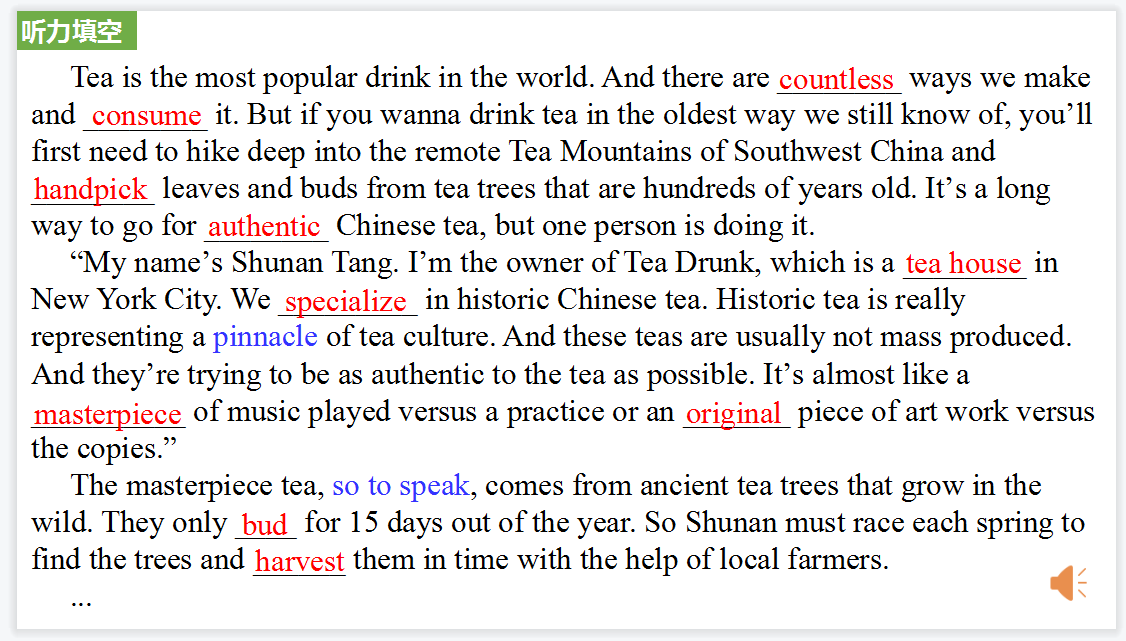 听力填空
Tea is the most popular drink in the world. And there are countless ways we make
and consume it. But if you wanna drink tea in the oldest way we still know of, you’ll
first need to hike deep into the remote Tea Mountains of Southwest China and
handpick leaves and buds from tea trees that are hundreds of years old. It’s a long
way to go for authentic Chinese tea, but one person is doing it.
“My name’s Shunan Tang. I’m the owner of Tea Drunk, which is a tea house in
New York City. We specialize in historic Chinese tea. Historic tea is really
representing a pinnacle of tea culture. And these teas are usually not mass produced.
And they’re trying to be as authentic to the tea as possible. It’s almost like a
masterpiece of music played versus a practice or an original piece of art work versus
the copies.”
The masterpiece tea, so to speak, comes from ancient tea trees that grow in the
wild. They only bud for 15 days out of the year. So Shunan must race each spring to
find the trees and harvest them in time with the help of local farmers.
...